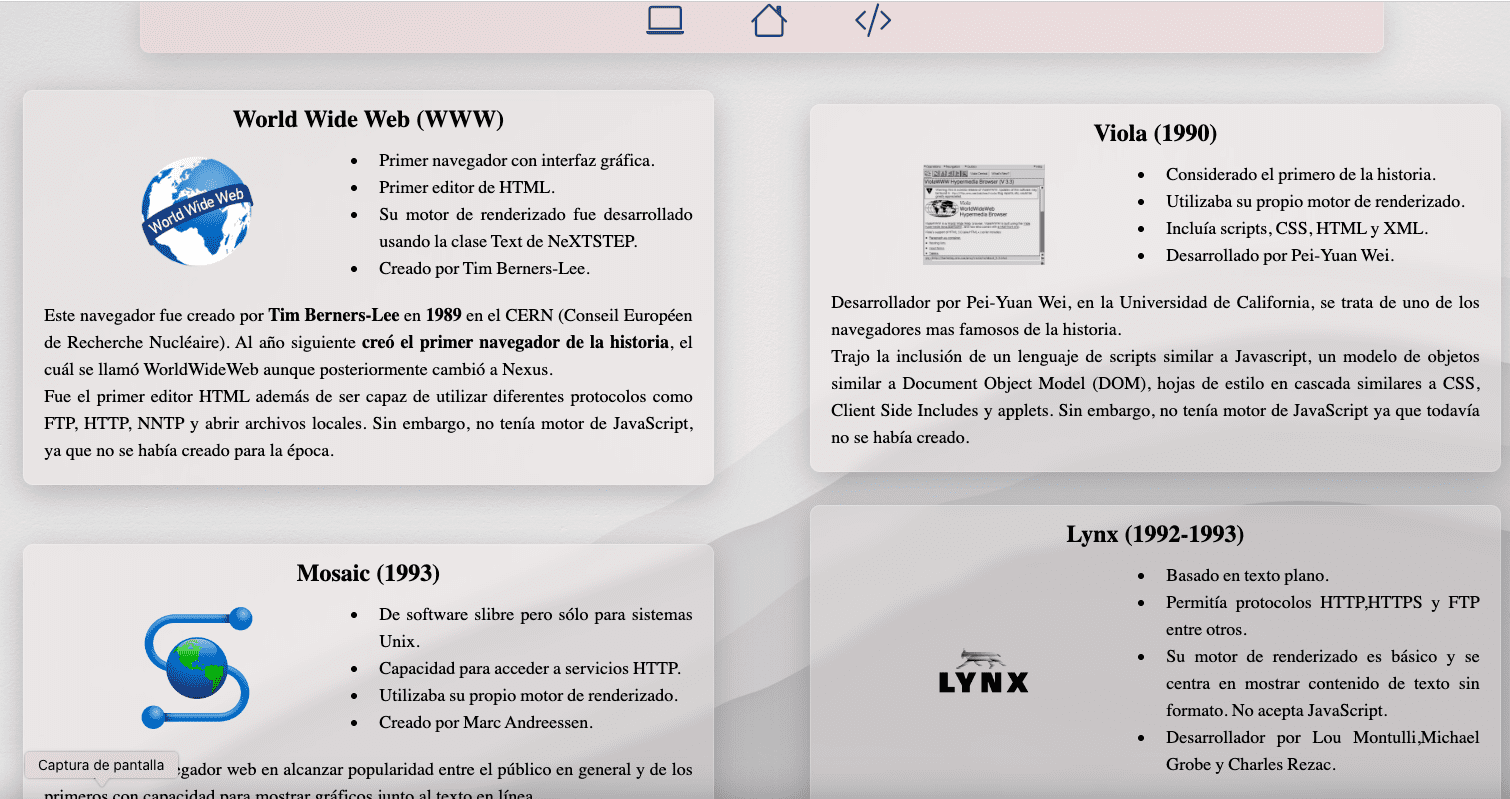 World Wide Web (WWW)
World Wide Web
Primer navegador con interfaz gráfica.
Primer editor de HTML.
Su motor de renderizado fue desarrollado
usando la clase Text de NeXTSTEP.
Creado por Tim Berners-Lee.
Este navegador fue creado por Tim Berners-Lee en 1989 en el CERN (Conseil Européen
de Recherche Nucléaire). Al año siguiente creó el primer navegador de la historia, el
cuál se llamó WorldWideWeb aunque posteriormente cambió a Nexus.
Fue el primer editor HTML además de ser capaz de utilizar diferentes protocolos como
FTP, HTTP, NNTP y abrir archivos locales. Sin embargo, no tenía motor de JavaScript,
ya que no se había creado para la época.
Viola (1990)
ViolaWWW Hypermedia Browser (V 3.3)
Viola
WorldWideWeb
Hypermedia Browser
Considerado el primero de la historia.
Utilizaba su propio motor de renderizado.
Incluía scripts, CSS, HTML y XML.
Desarrollado por Pei-Yuan Wei.
Desarrollador por Pei-Yuan Wei, en la Universidad de California, se trata de uno de los
navegadores mas famosos de la historia.
Trajo la inclusión de un lenguaje de scripts similar a Javascript, un modelo de objetos
similar a Document Object Model (DOM), hojas de estilo en cascada similares a CSS,
Client Side Includes y applets. Sin embargo, no tenía motor de JavaScript ya que todavía
no se había creado.
Mosaic (1993)
De software slibre pero sólo para sistemas
Unix.
Capacidad para acceder a servicios HTTP.
Utilizaba su propio motor de renderizado.
Creado por Marc Andreessen.
Captura de pantalla
egador web en alcanzar popularidad entre el público en general y de los
primeros con capacidad para mostrar gráficos junto al texto en línea
Lynx (1992-1993)
LYNX
Basado en texto plano.
Permitía protocolos HTTP,HTTPS y FTP
entre otros.
Su motor de renderizado es básico y se
centra en mostrar contenido de texto sin
formato. No acepta JavaScript.
Desarrollador por Lou Montulli,Michael
Grobe y Charles Rezac.